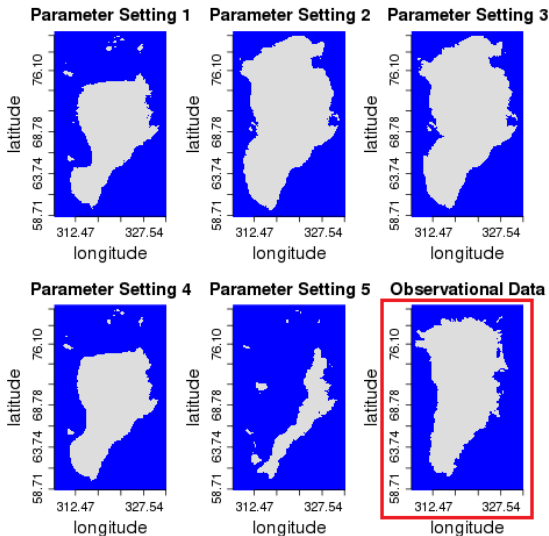 Parameter Setting 1
Parameter Setting 2
Parameter Setting 3
latitude
58.71 63.74 68.78 76.10
312.47 327.54
longitude
latitude
58.71 63.74 68.78 76.10
312.47 327.54
longitude
latitude
58.71 63.74 68.78 76.10
312.47 327.54
longitude
Parameter Setting 4
Parameter Setting 5
Observational Data
latitude
58.71 63.74 68.78 76.10
312.47 327.54
longitude
latitude
58.71 63.74 68.78 76.10
312.47 327.54
longitude
latitude
58.71 63.74 68.78 76.10
312.47 327.54
longitude